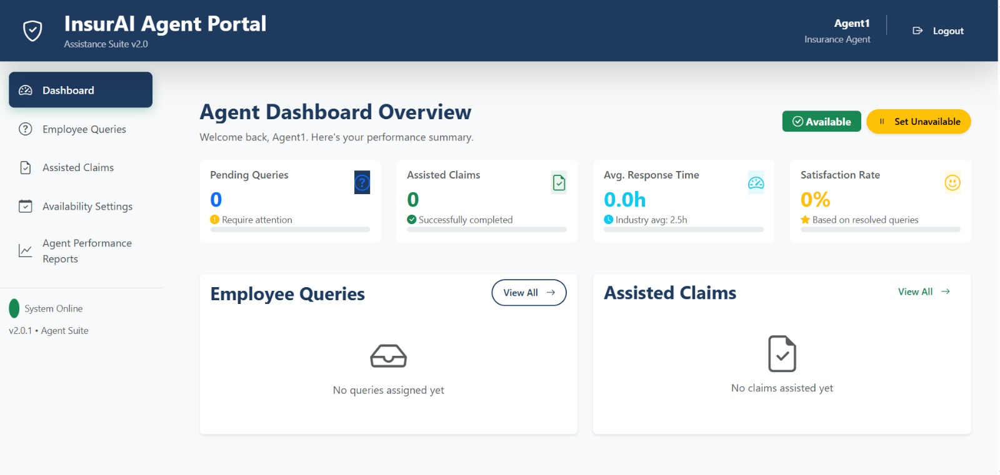 InsurAI Agent Portal
Assistance Suite v2.0
Agent1
Insurance Agent
Logout
Dashboard
Employee Queries
Assisted Claims
Availability Settings
Agent Performance
Reports
System Online
v2.0.1 • Agent Suite
Agent Dashboard Overview
Welcome back, Agent1. Here's your performance summary.
Available
Set Unavailable
Pending Queries
0
Require attention
Assisted Claims
0
Successfully completed
Avg. Response Time
0.0h
Industry avg: 2.5h
Satisfaction Rate
0%
Based on resolved queries
Employee Queries
View All →
No queries assigned yet
Assisted Claims
View All →
No claims assisted yet